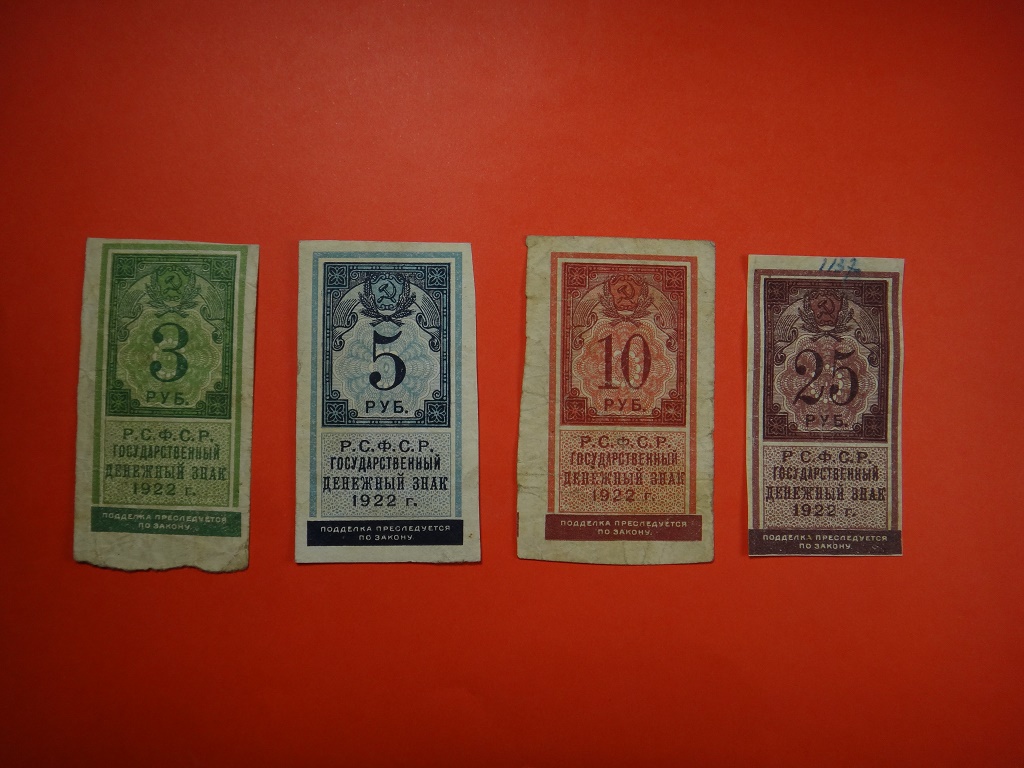 3
РУБ.
Р.С.Ф.С.Р.
ГОСУДАРСТВЕННЫЙ
ДЕНЕЖНЫЙ ЗНАК
1922 г.
ПОДДЕЛКА ПРЕСЛЕДУЕТСЯ
ПО ЗАКОНУ.
5
РУБ.
Р.С.Ф.С.Р.
ГОСУДАРСТВЕННЫЙ
ДЕНЕЖНЫЙ ЗНАК
1922 г.
ПОДДЕЛКА ПРЕСЛЕДУЕТСЯ
ПО ЗАКОНУ.
10
РУБ.
Р.С.Ф.С.Р.
ГОСУДАРСТВЕННЫЙ
ДЕНЕЖНЫЙ ЗНАК
1922 г.
ПОДДЕЛКА ПРЕСЛЕДУЕТСЯ
ПО ЗАКОНУ.
1137
25
РУБ.
Р.С.Ф.С.Р.
ГОСУДАРСТВЕННЫЙ
ДЕНЕЖНЫЙ ЗНАК
1922 г.
ПОДДЕЛКА ПРЕСЛЕДУЕТСЯ
ПО ЗАКОНУ.